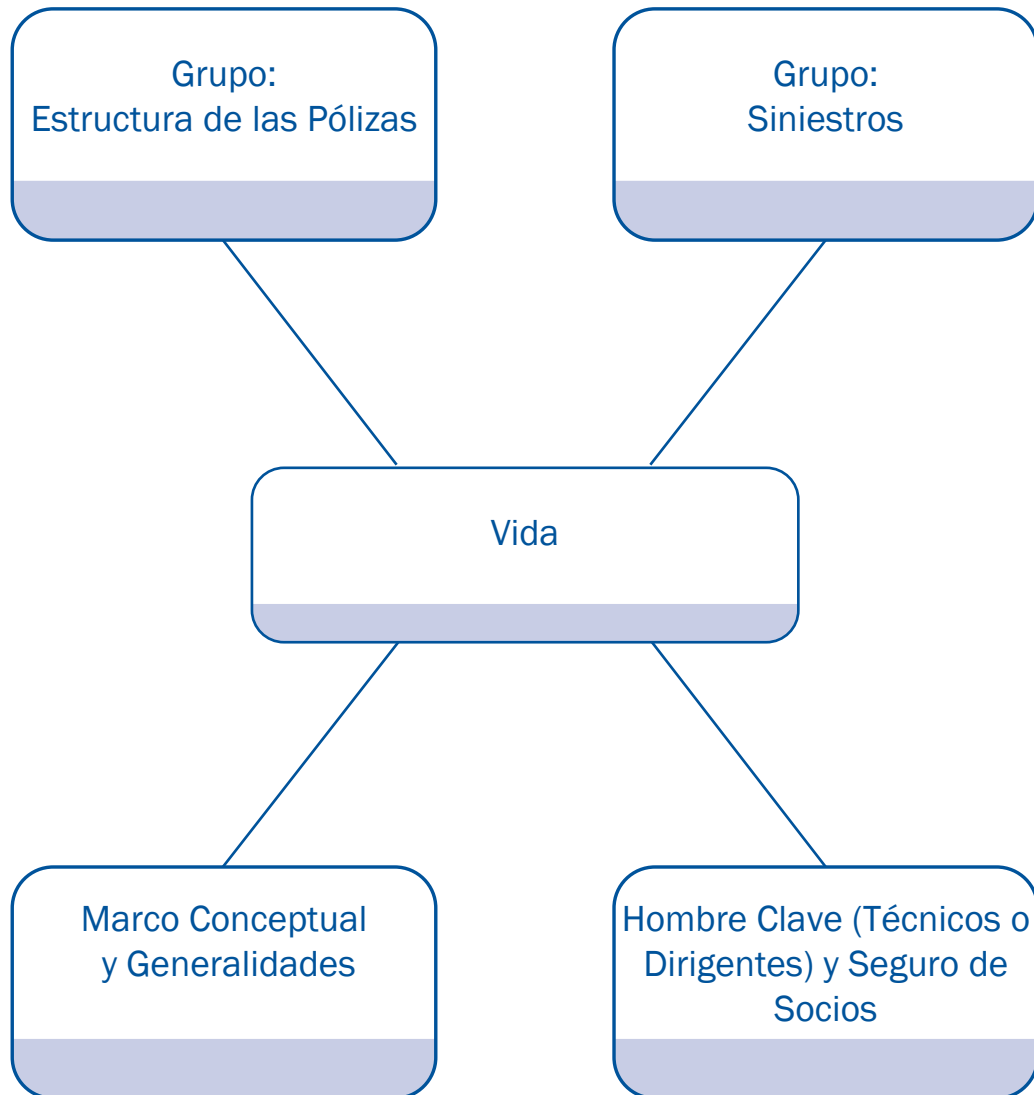 Grupo:
Estructura de las Pólizas
Grupo:
Siniestros
Vida
Marco Conceptual
y Generalidades
Hombre Clave (Técnicos o
Dirigentes) y Seguro de
Socios